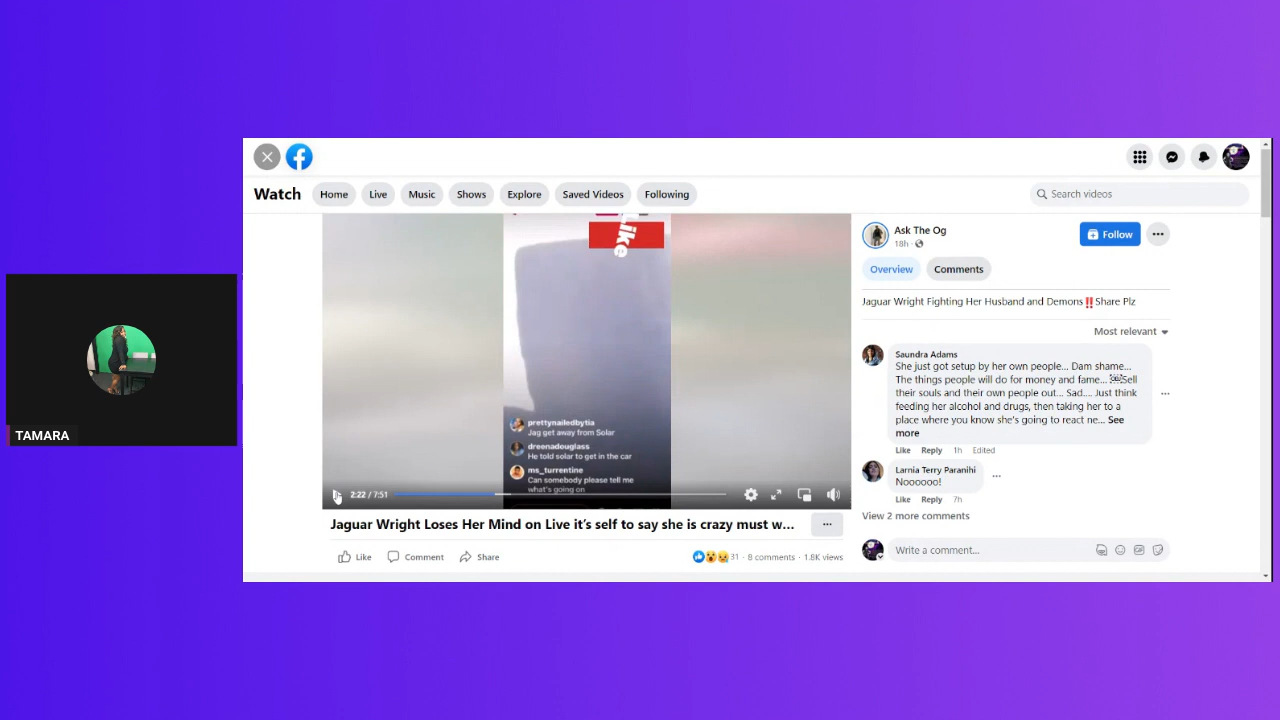 Watch
Home
Live
Music
Shows
Explore
Saved Videos
Following
Search videos
Like
prettynailedbytia
Jag get away from Solar
dreenadouglass
He told solar to get in the car
ms_turrentine
Can somebody please tell me
what's going on
2:22 / 7:51
Jaguar Wright Loses Her Mind on Live it's self to say she is crazy must w...
Like
Comment
Share
31 · 8 comments · 1.8K views
Ask The Og
18h ·
Follow
Overview
Comments
Jaguar Wright Fighting Her Husband and Demons‼️Share Plz
Most relevant
Saundra Adams
She just got setup by her own people... Dam shame...
The things people will do for money and fame... Sell
their souls and their own people out... Sad.... Just think
feeding her alcohol and drugs, then taking her to a
place where you know she's going to react ne... See
more
Like Reply 1h Edited
Larnia Terry Paranihi
Noooooo!
Like Reply 7h
View 2 more comments
Write a comment...
TAMARA